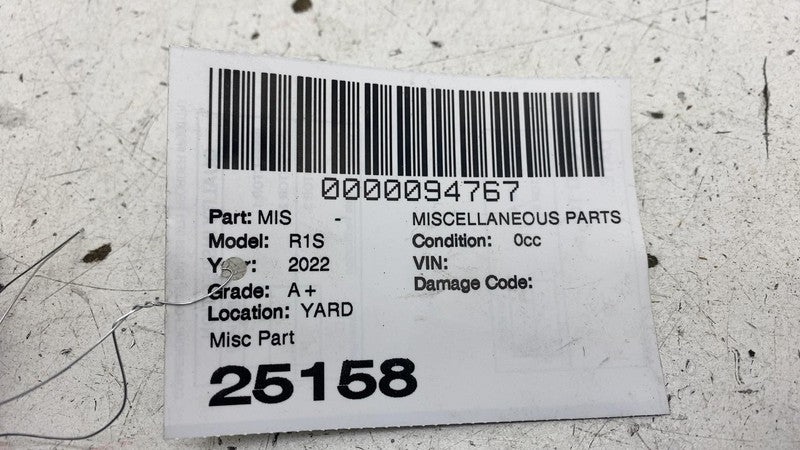 0000094767
Part: MIS - MISCELLANEOUS PARTS
Model: R1S Condition: 0cc
Year: 2022 VIN:
Grade: A + Damage Code:
Location: YARD
Misc Part
25158